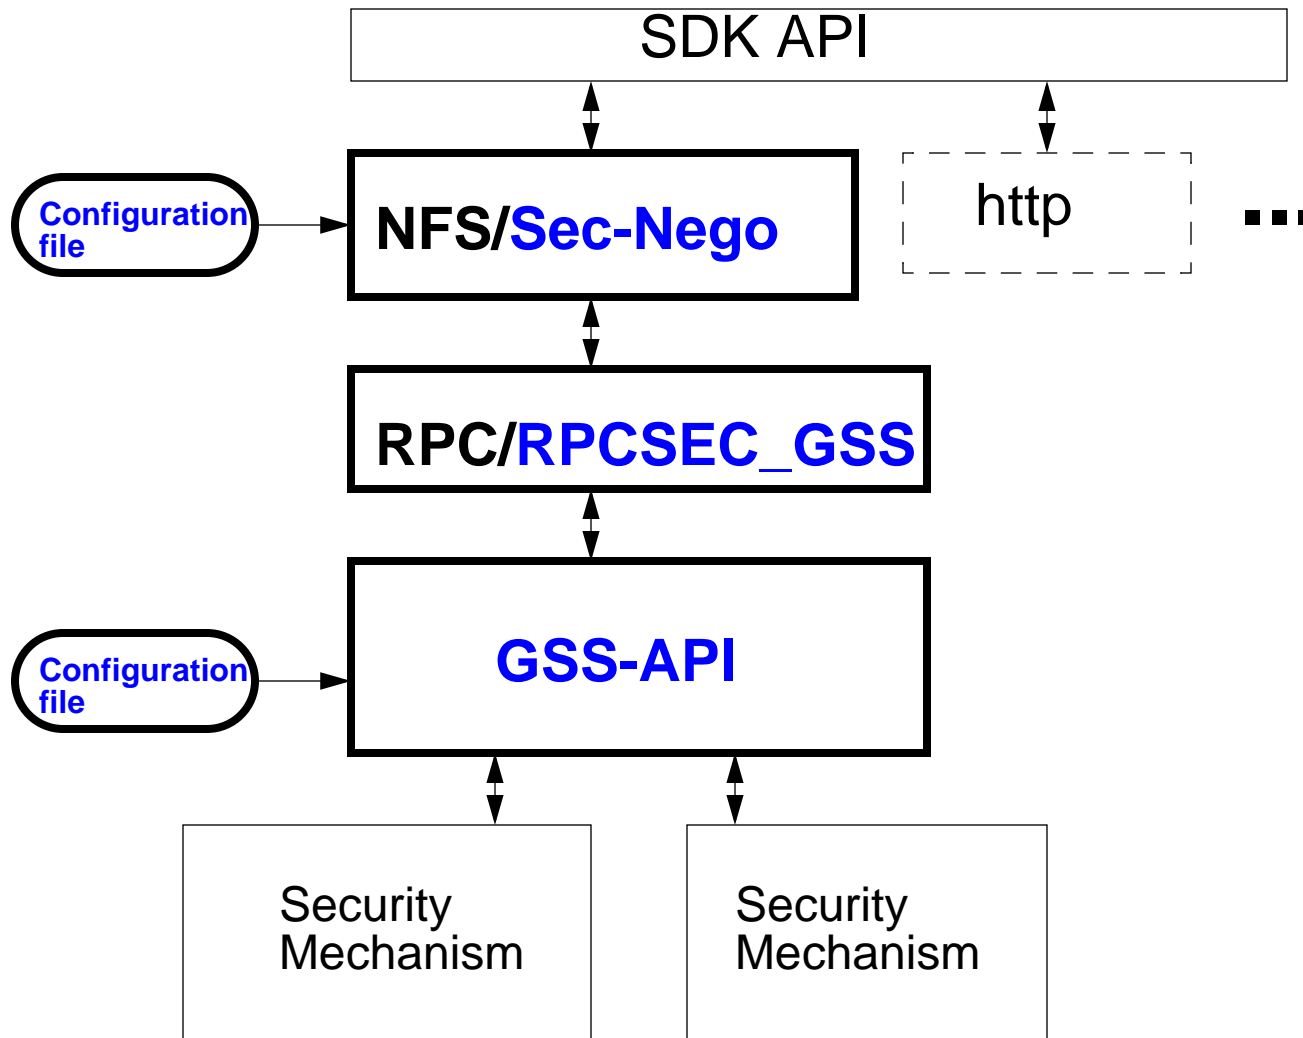 SDK API
Configuration
file
NFS/Sec-Nego
http
RPC/RPCSEC_GSS
Configuration
file
GSS-API
Security
Mechanism
Security
Mechanism